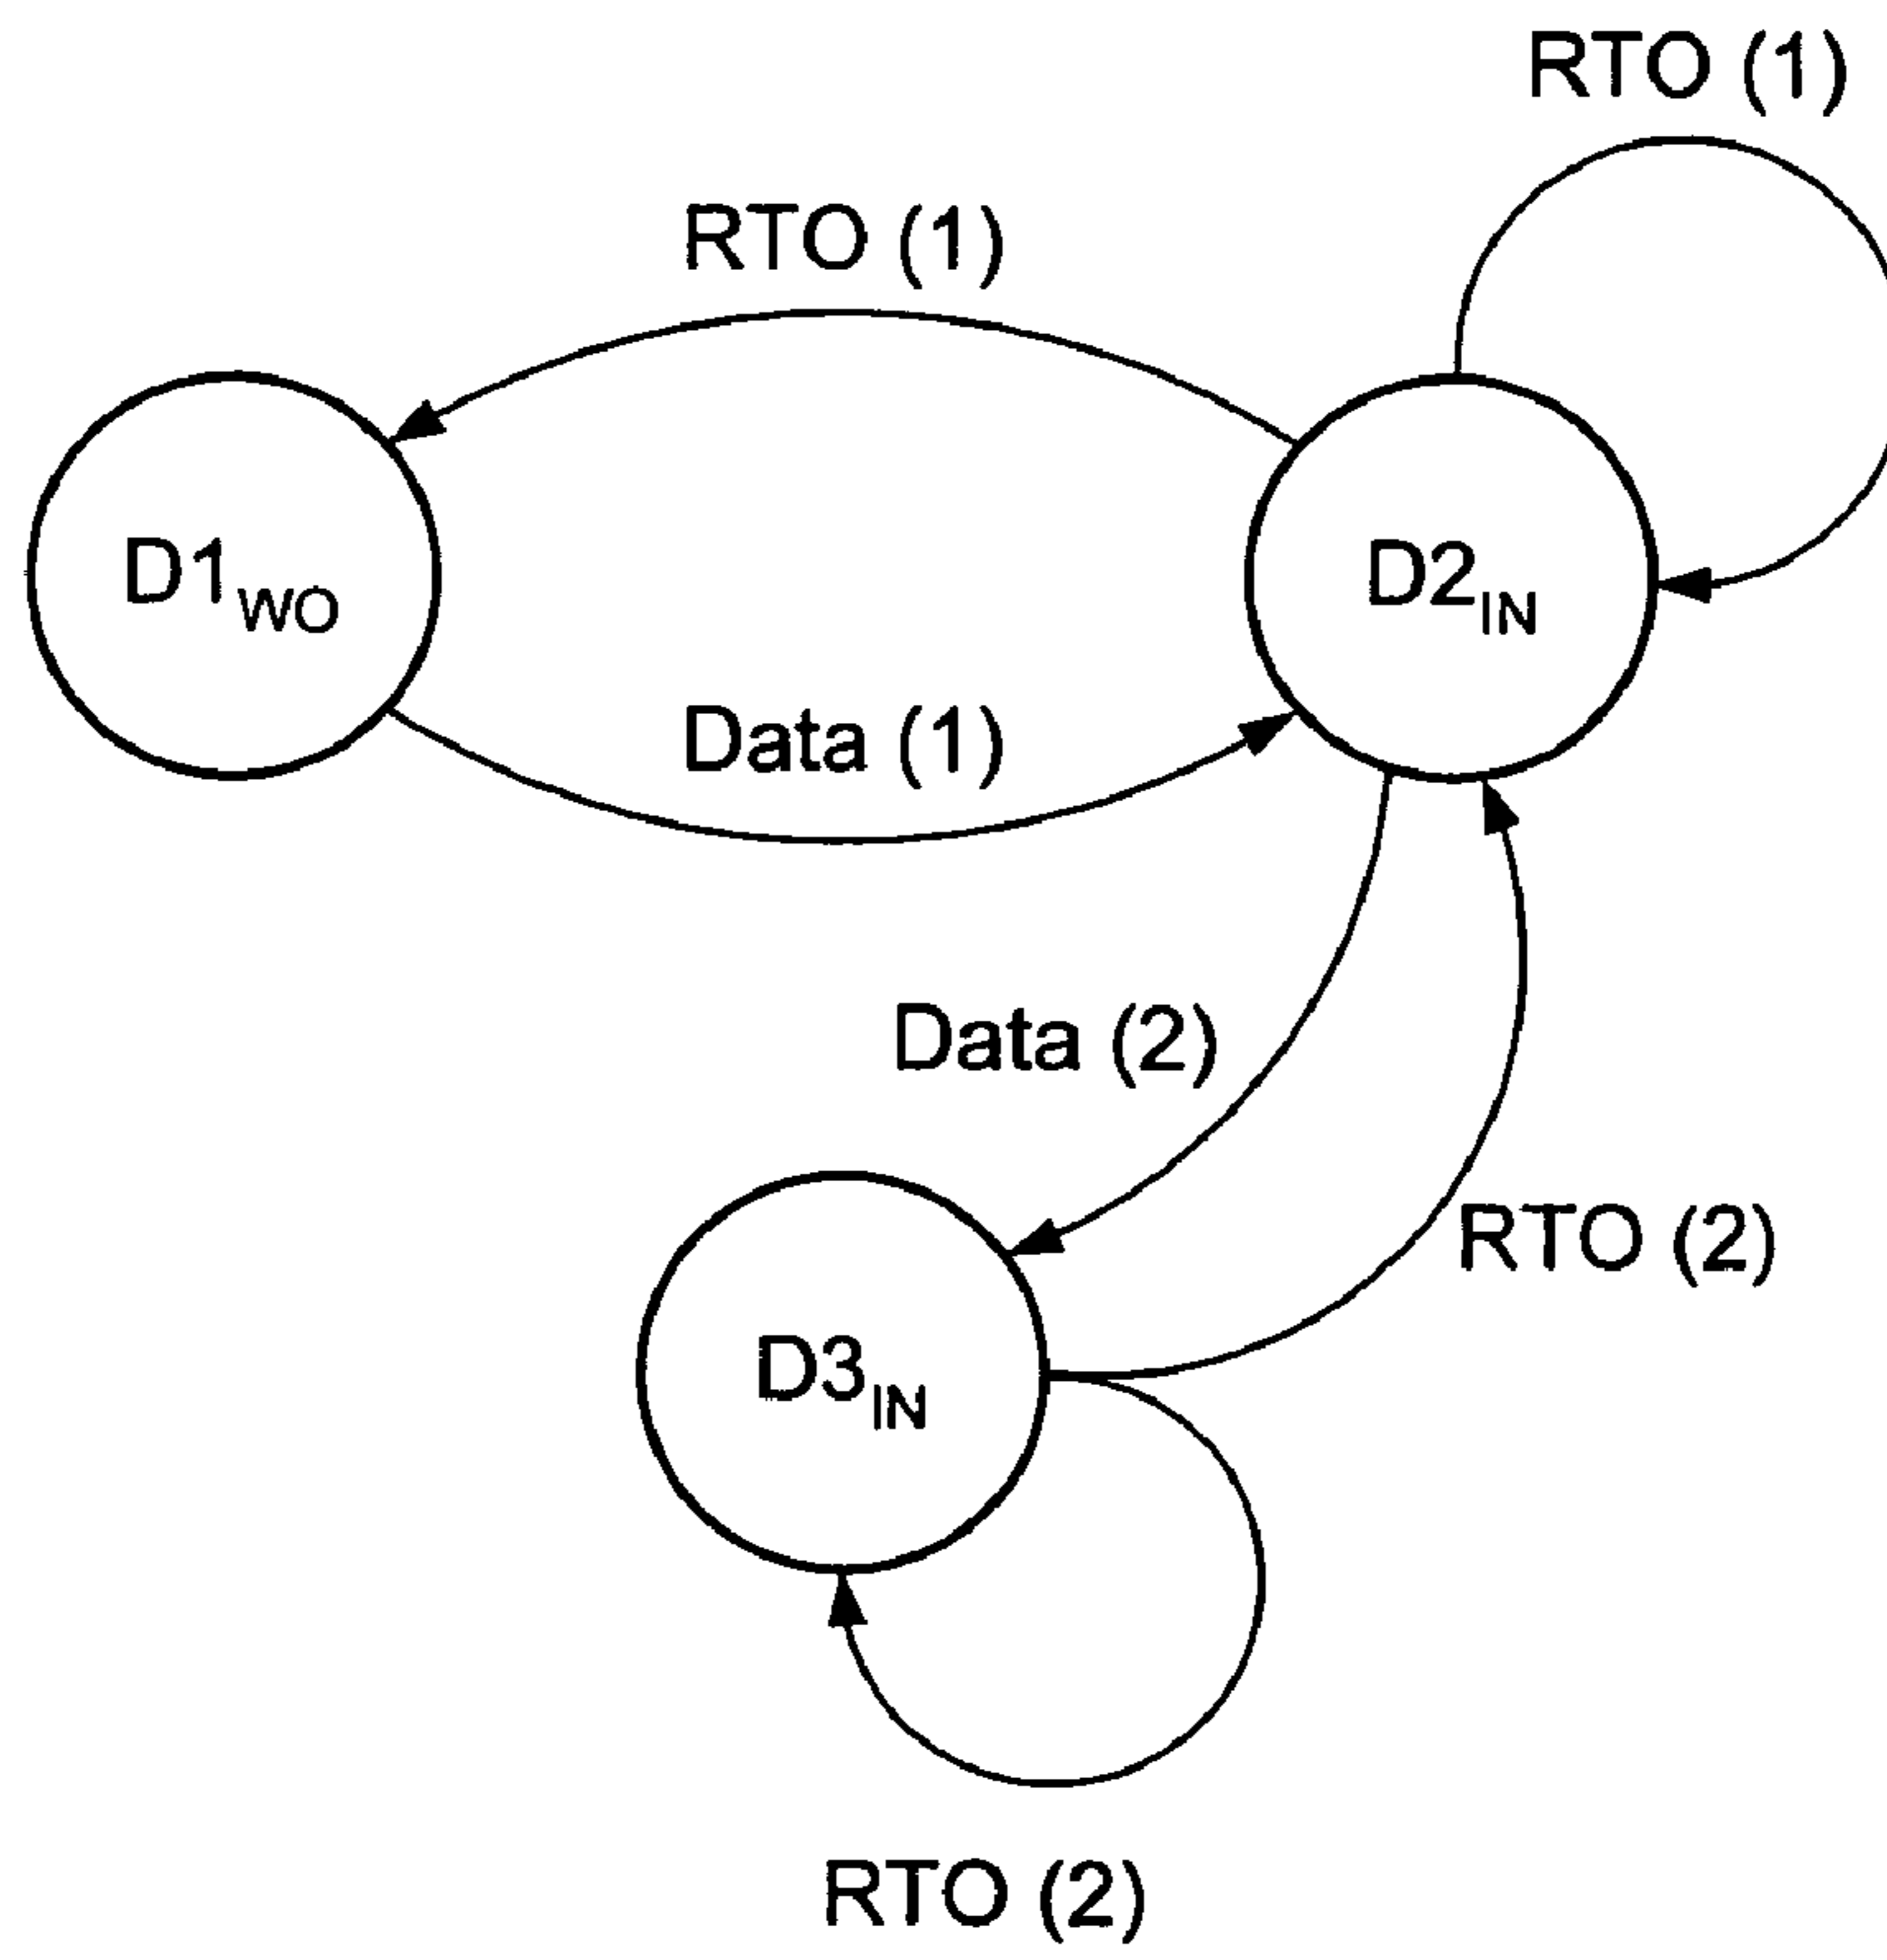 RTO (1)
RTO (1)
D1WO
D2IN
Data (1)
Data (2)
RTO (2)
D3IN
RTO (2)